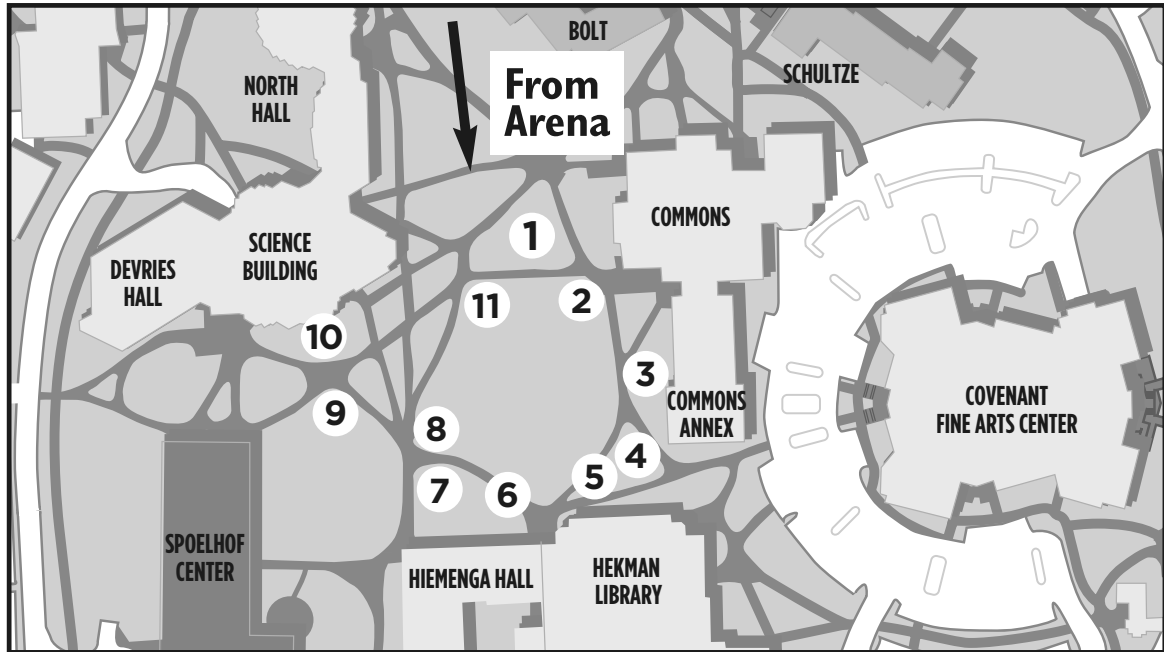 BOLT
From
Arena
SCHULTZE
NORTH
HALL
COMMONS
1
SCIENCE
BUILDING
DEVRIES
HALL
2
11
10
3
9
COMMONS
ANNEX
COVENANT
FINE ARTS CENTER
8
4
5
7
6
SPOELHOF
CENTER
HIEMENGA HALL
HEKMAN
LIBRARY